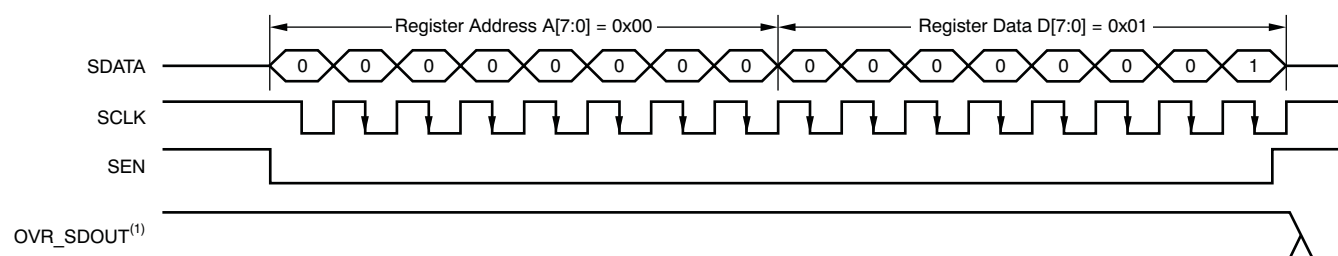 Register Address A[7:0] = 0x00 Register Data D[7:0] = 0x01
SDATA 0 0 0 0 0 0 0 0 0 0 0 0 0 0 0 1
SCLK
SEN
OVR_SDOUT(1)